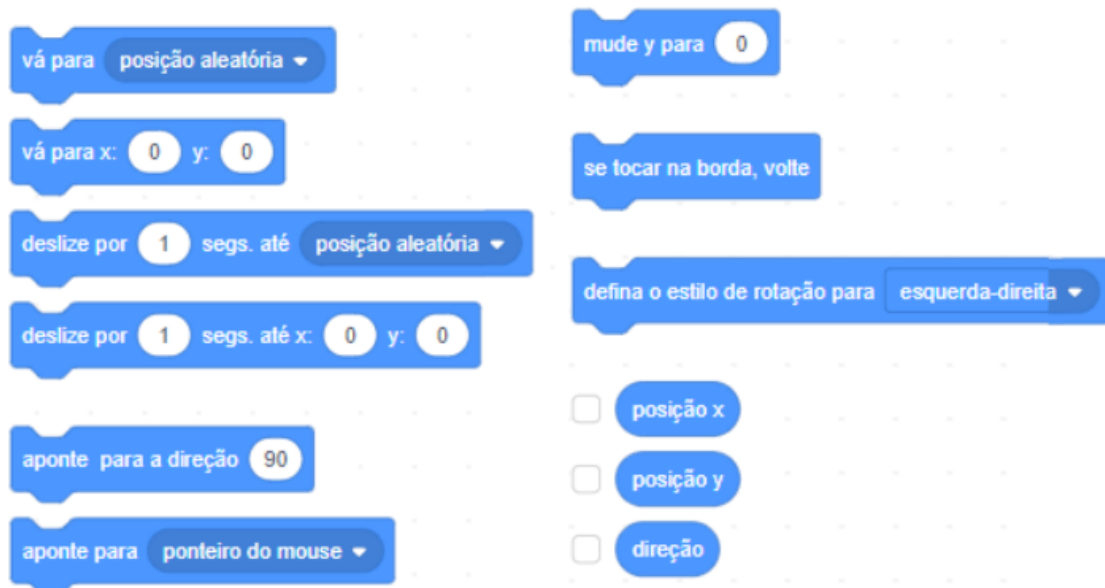 vá para posição aleatória
vá para x: 0 y: 0
deslize por 1 segs. até posição aleatória
deslize por 1 segs. até x: 0 y: 0
aponte para a direção 90
aponte para ponteiro do mouse
mude y para 0
se tocar na borda, volte
defina o estilo de rotação para esquerda-direita
posição x
posição y
direção